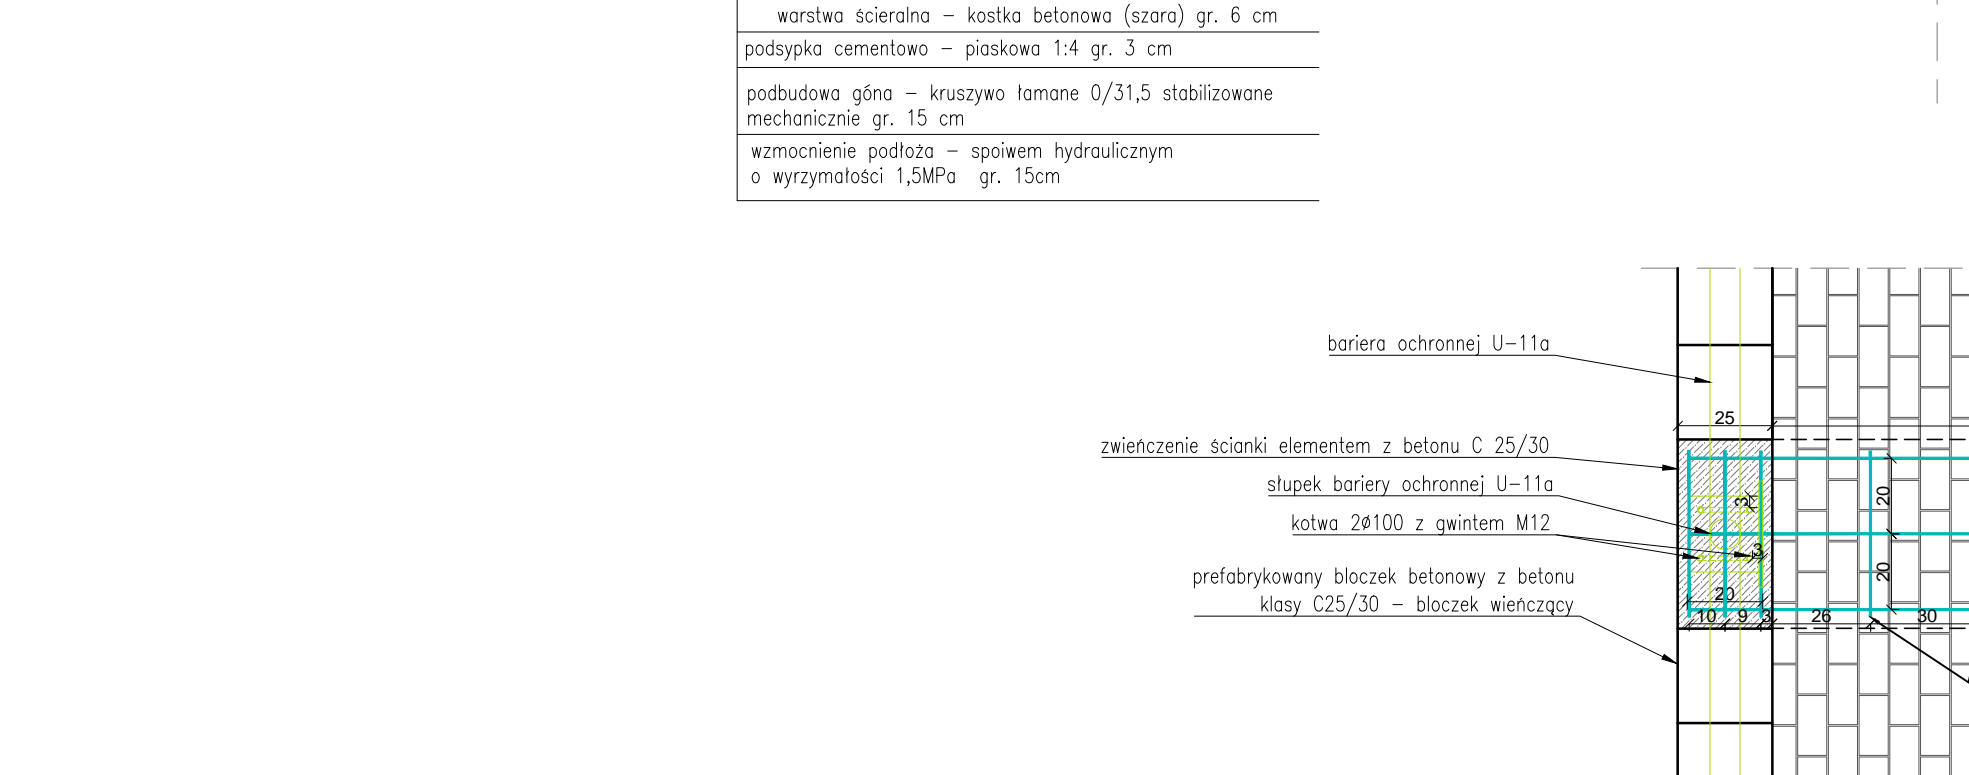 warstwa ścieralna – kostka betonowa (szara) gr. 6 cm
podsypka cementowo – piaskowa 1:4 gr. 3 cm
podbudowa góna – kruszywo łamane 0/31,5 stabilizowane
mechanicznie gr. 15 cm
wzmocnienie podłoża – spoiwem hydraulicznym
o wyrzymałości 1,5MPa gr. 15cm
bariera ochronnej U–11a
25
zwieńczenie ścianki elementem z betonu C 25/30
słupek bariery ochronnej U–11a
kotwa 2ø100 z gwintem M12
prefabrykowany bloczek betonowy z betonu
klasy C25/30 – bloczek wieńczący
3
20
3
20
20
10 9 3 26 30